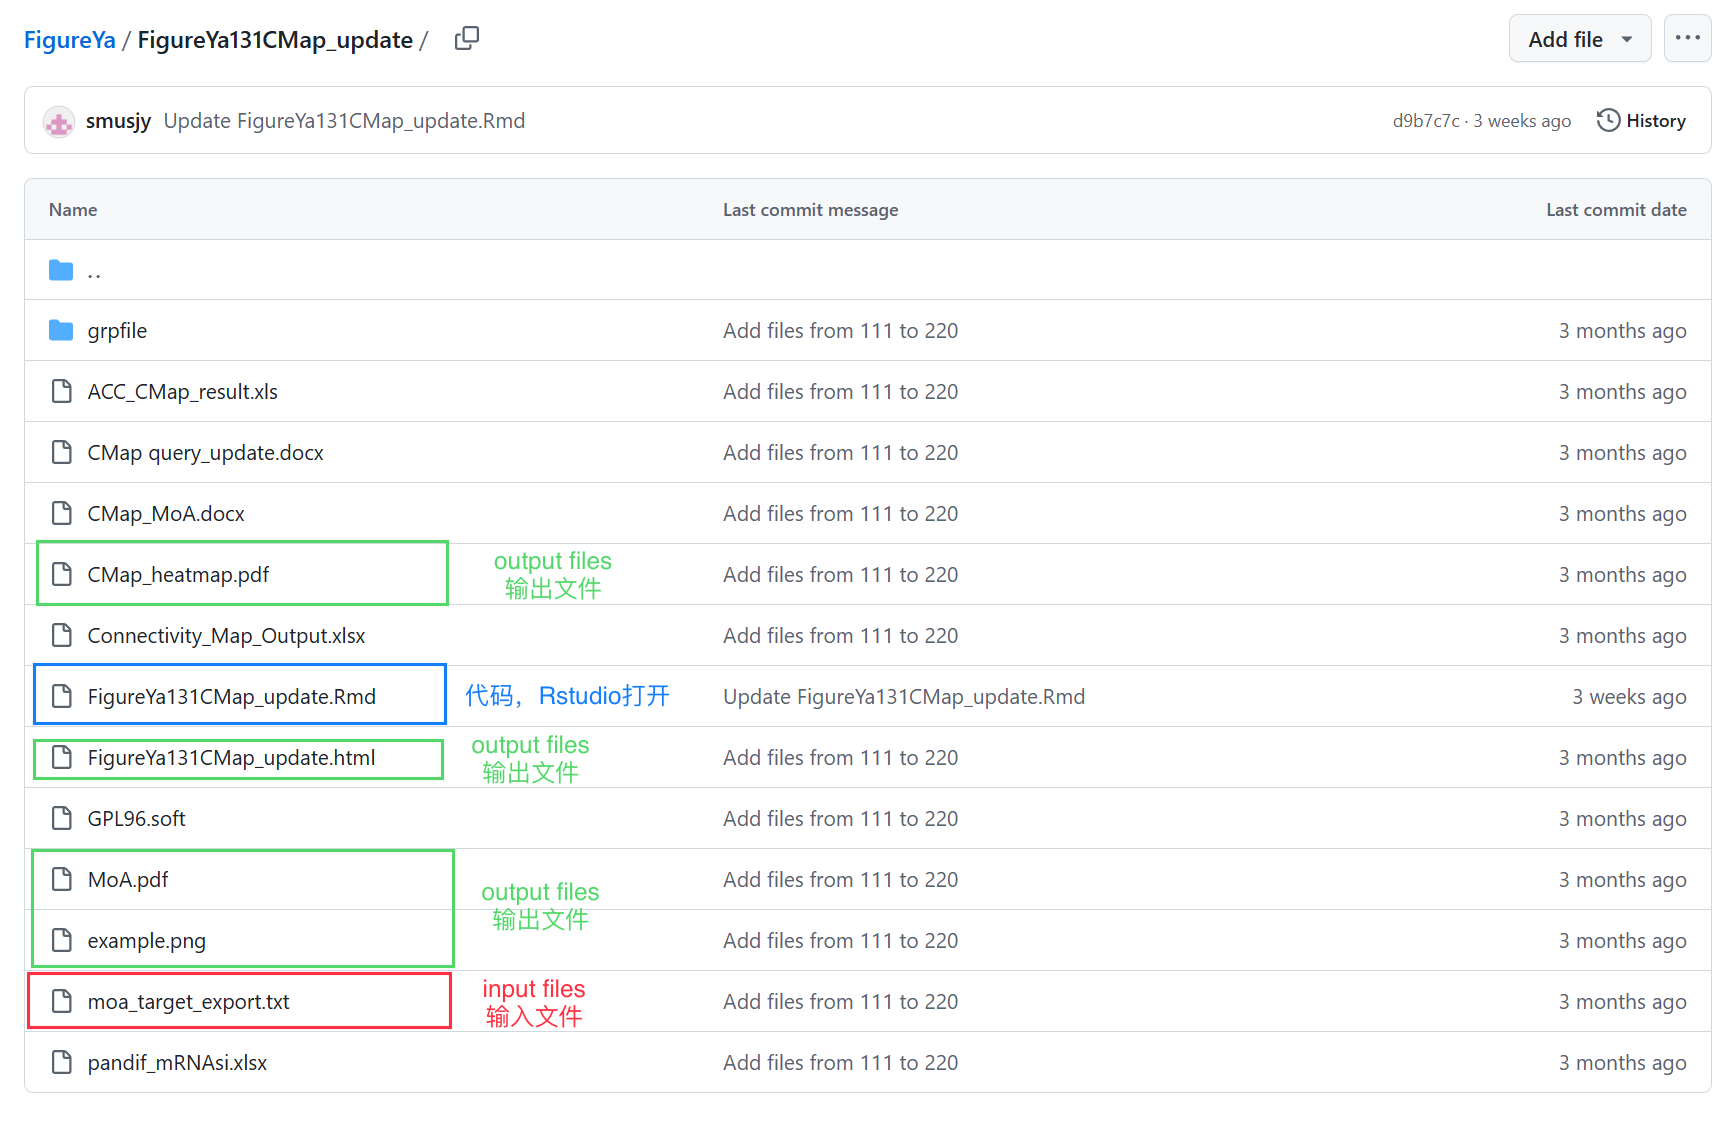 FigureYa / FigureYa131CMap_update /
Add file
smusjy Update FigureYa131CMap_update.Rmd
d9b7c7c · 3 weeks ago
History
Name Last commit message Last commit date
..
grpfile Add files from 111 to 220 3 months ago
ACC_CMap_result.xls Add files from 111 to 220 3 months ago
CMap query_update.docx Add files from 111 to 220 3 months ago
CMap_MoA.docx Add files from 111 to 220 3 months ago
output files
CMap_heatmap.pdf Add files from 111 to 220 3 months ago
输出文件
Connectivity_Map_Output.xlsx Add files from 111 to 220 3 months ago
FigureYa131CMap_update.Rmd 代码，Rstudio打开 Update FigureYa131CMap_update.Rmd 3 weeks ago
output files
FigureYa131CMap_update.html Add files from 111 to 220 3 months ago
输出文件
GPL96.soft Add files from 111 to 220 3 months ago
MoA.pdf Add files from 111 to 220 3 months ago
output files
输出文件
example.png Add files from 111 to 220 3 months ago
input files
moa_target_export.txt Add files from 111 to 220 3 months ago
输入文件
pandif_mRNAsi.xlsx Add files from 111 to 220 3 months ago